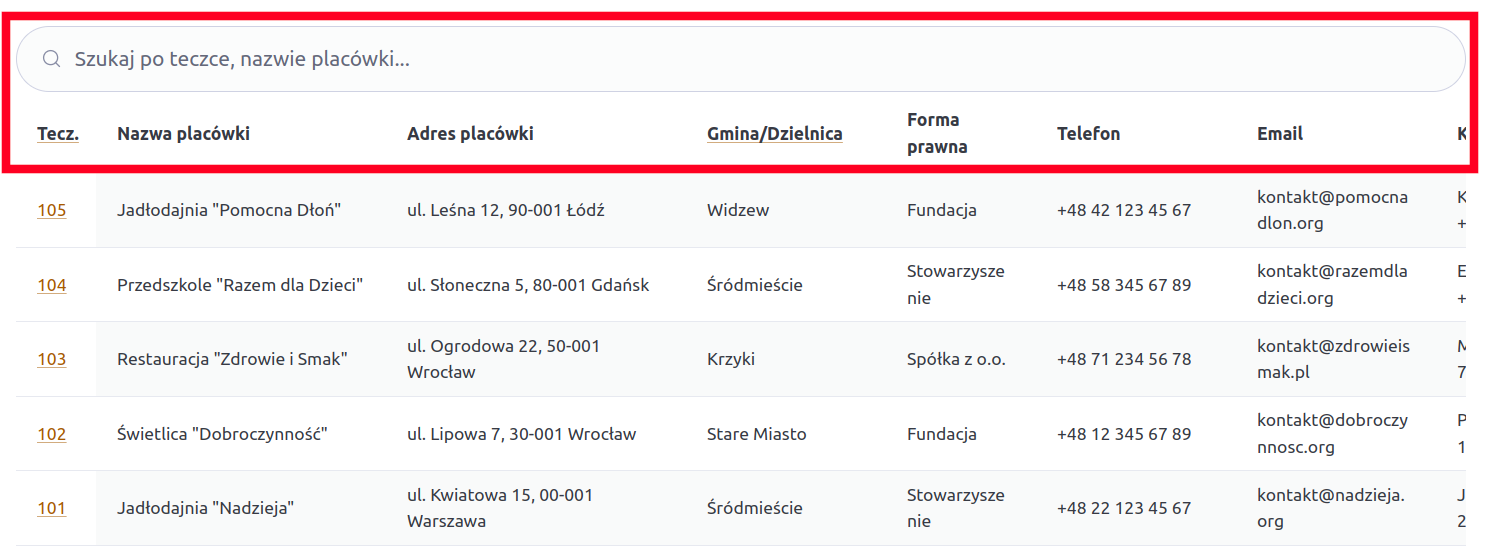 Szukaj po teczce, nazwie placówki...
Tecz. Nazwa placówki Adres placówki Gmina/Dzielnica Forma prawna Telefon Email
105 Jadłodajnia "Pomocna Dłoń" ul. Leśna 12, 90-001 Łódź Widzew Fundacja +48 42 123 45 67 kontakt@pomocnadlon.org K +
104 Przedszkole "Razem dla Dzieci" ul. Słoneczna 5, 80-001 Gdańsk Śródmieście Stowarzyszenie +48 58 345 67 89 kontakt@razemdladzieci.org E +
103 Restauracja "Zdrowie i Smak" ul. Ogrodowa 22, 50-001 Wrocław Krzyki Spółka z o.o. +48 71 234 56 78 kontakt@zdrowieismak.pl 7
102 Świetlica "Dobroczynność" ul. Lipowa 7, 30-001 Wrocław Stare Miasto Fundacja +48 12 345 67 89 kontakt@dobroczynnosc.org P 1
101 Jadłodajnia "Nadzieja" ul. Kwiatowa 15, 00-001 Warszawa Śródmieście Stowarzyszenie +48 22 123 45 67 kontakt@nadzieja.org J 2